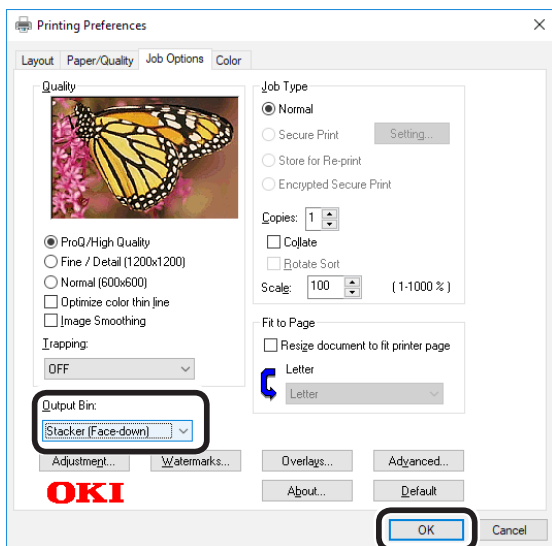 Printing Preferences
Layout Paper/Quality Job Options Color
Quality
ProQ/High Quality
Fine / Detail (1200x1200)
Normal (600x600)
Optimize color thin line
Image Smoothing
Trapping:
OFF
Output Bin:
Stacker (Face-down)
Job Type
Normal
Secure Print Setting...
Store for Re-print
Encrypted Secure Print
Copies: 1
Collate
Rotate Sort
Scale: 100 (1-1000 %)
Fit to Page
Resize document to fit printer page
Letter
Letter
Adjustment... Watermarks... Overlays... Advanced...
OKI About... Default
OK Cancel